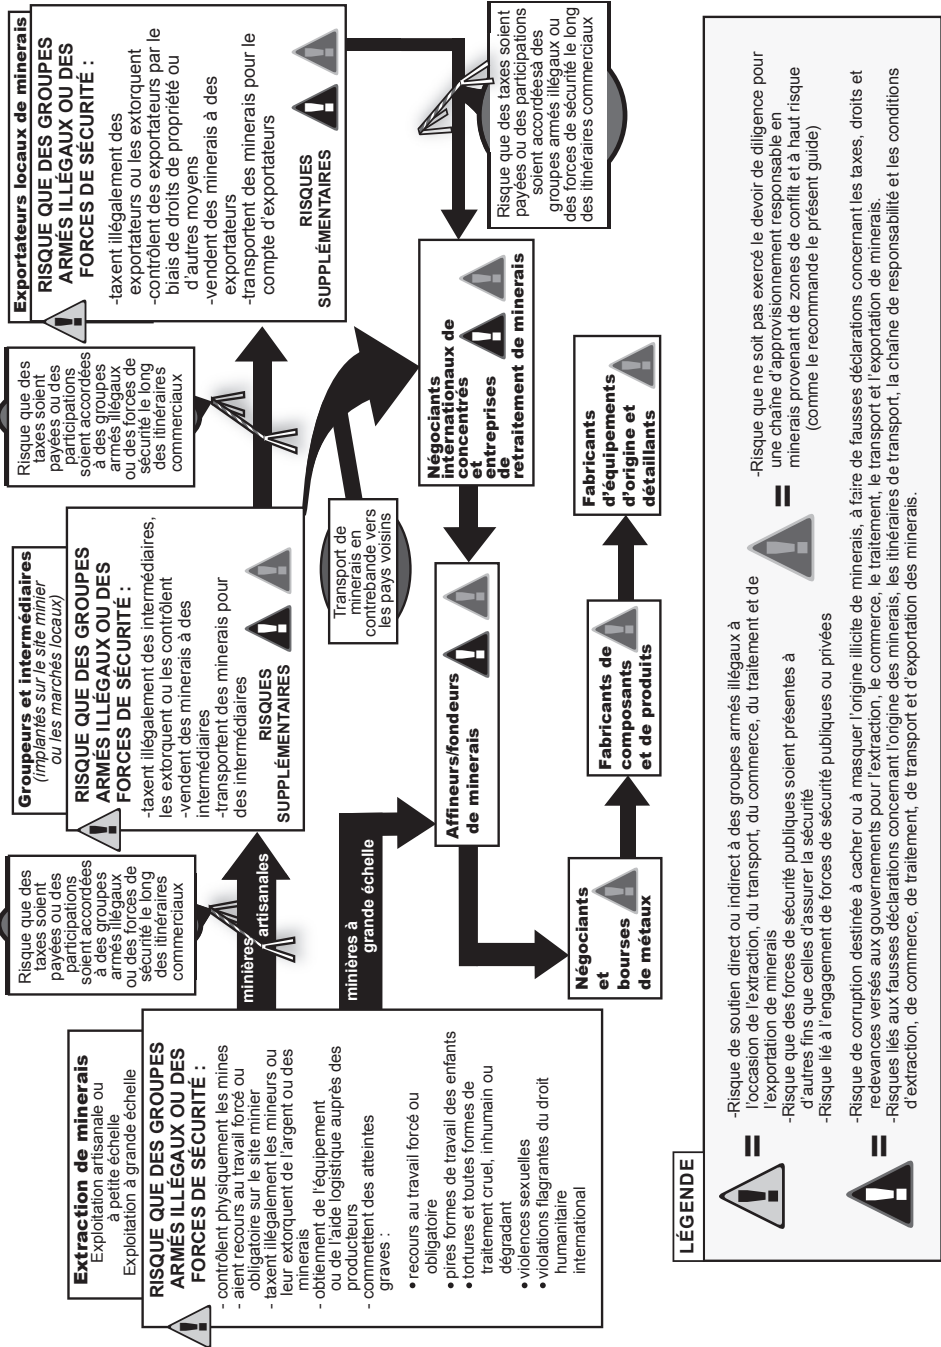 Extraction de minerais
Exploitation artisanale ou
à petite échelle
Exploitation à grande échelle
RISQUE QUE DES GROUPES
ARMÉS ILLÉGAUX OU DES
FORCES DE SÉCURITÉ :
- contrôlent physiquement les mines
- aient recours au travail forcé ou
obligatoire sur le site minier
- taxent illégalement les mineurs ou
leur extorquent de l'argent ou des
minerais
- obtiennent de l'équipement
ou de l'aide logistique auprès des
producteurs
- commettent des atteintes
graves :
• recours au travail forcé ou
obligatoire
• pires formes de travail des enfants
• tortures et toutes formes de
traitement cruel, inhumain ou
dégradant
• violences sexuelles
• violations flagrantes du droit
humanitaire
international
Risque que des
taxes soient
payées ou des
participations
soient accordées
à des groupes
armés illégaux
ou des forces de
sécurité le long
des itinéraires
commerciaux
minières
artisanales
minières à
grande échelle
Groupeurs et intermédiaires
(implantés sur le site minier
ou les marchés locaux)
RISQUE QUE DES GROUPES
ARMÉS ILLÉGAUX OU DES
FORCES DE SÉCURITÉ :
-taxent illégalement des intermédiaires,
les extorquent ou les contrôlent
-vendent des minerais à des
intermédiaires
-transportent des minerais pour
des intermédiaires
RISQUES
SUPPLÉMENTAIRES
Risque que des
taxes soient
payées ou des
participations
soient accordées
à des groupes
armés illégaux
ou des forces de
sécurité le long
des itinéraires
commerciaux
Transport de
minerais en
contrebande vers
les pays voisins
Exportateurs locaux de minerais
RISQUE QUE DES GROUPES
ARMÉS ILLÉGAUX OU DES
FORCES DE SÉCURITÉ :
-taxent illégalement des
exportateurs ou les extorquent
-contrôlent des exportateurs par le
biais de droits de propriété ou
d'autres moyens
-vendent des minerais à des
exportateurs
-transportent des minerais pour le
compte d'exportateurs
RISQUES
SUPPLÉMENTAIRES
Risque que des taxes soient
payées ou des participations
soient accordéesà des
groupes armés illégaux ou
des forces de sécurité le long
des itinéraires commerciaux
Négociants
internationaux de
concentrés
et
entreprises
de
retraitement de minerais
Affineurs/fondeurs
de minerais
Négociants
et
bourses
de métaux
Fabricants de
composants
et de produits
Fabricants
d'équipements
d'origine et
détaillants
LÉGENDE
=
-Risque de soutien direct ou indirect à des groupes armés illégaux à
l'occasion de l'extraction, du transport, du commerce, du traitement et de
l'exportation de minerais
-Risque que des forces de sécurité publiques soient présentes à
d'autres fins que celles d'assurer la sécurité
-Risque lié à l'engagement de forces de sécurité publiques ou privées
=
-Risque que ne soit pas exercé le devoir de diligence pour
une chaîne d'approvisionnement responsable en
minerais provenant de zones de conflit et à haut risque
(comme le recommande le présent guide)
=
-Risque de corruption destinée à cacher ou à masquer l'origine illicite de minerais, à faire de fausses déclarations concernant les taxes, droits et
redevances versés aux gouvernements pour l'extraction, le commerce, le traitement, le transport et l'exportation de minerais.
-Risques liés aux fausses déclarations concernant l'origine des minerais, les itinéraires de transport, la chaîne de responsabilité et les conditions
d'extraction, de commerce, de traitement, de transport et d'exportation des minerais.